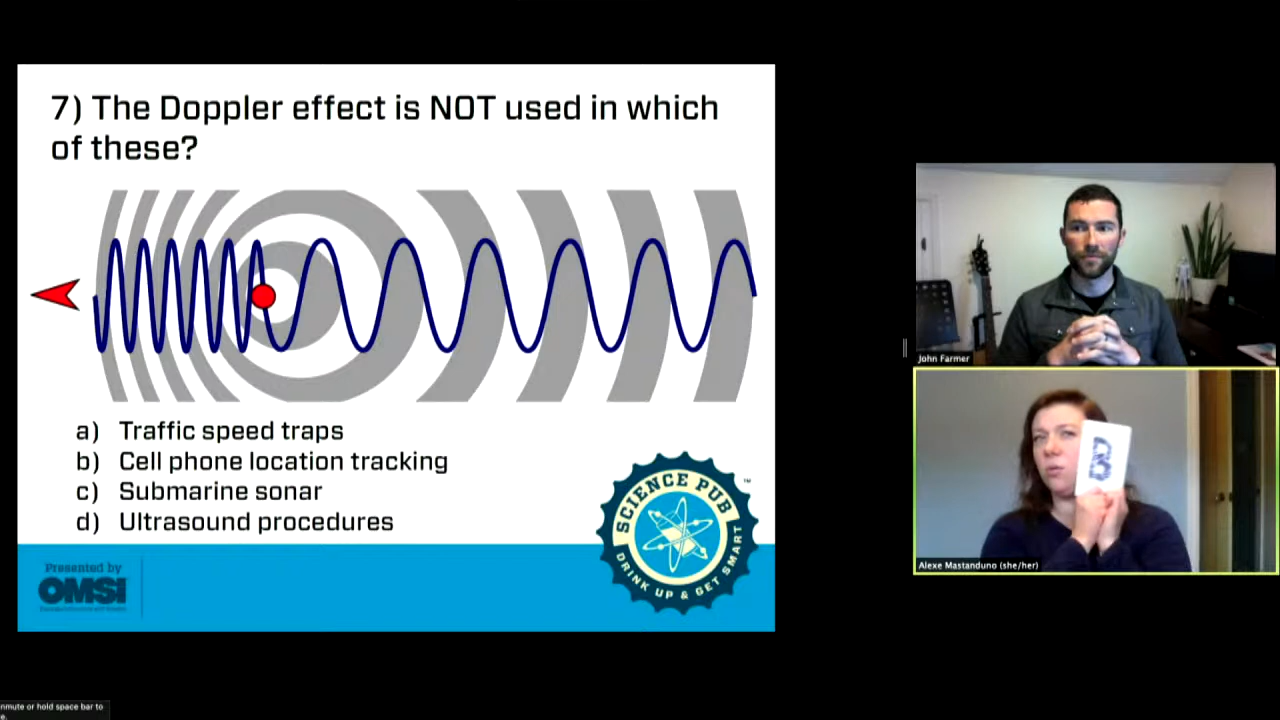 7) The Doppler effect is NOT used in which
of these?
a) Traffic speed traps
b) Cell phone location tracking
c) Submarine sonar
d) Ultrasound procedures
SCIENCE PUB
™
DRINK UP & GET SMART
Presented by
OMSI
John Farmer
B
Alexe Mastanduno (she/her)
nmute or hold space bar to
e.